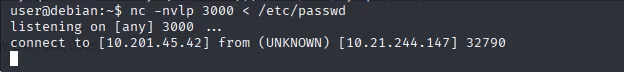 user@debian:~$ nc -nvlp 3000 < /etc/passwd
listening on [any] 3000 ...
connect to [10.201.45.42] from (UNKNOWN) [10.21.244.147] 32790